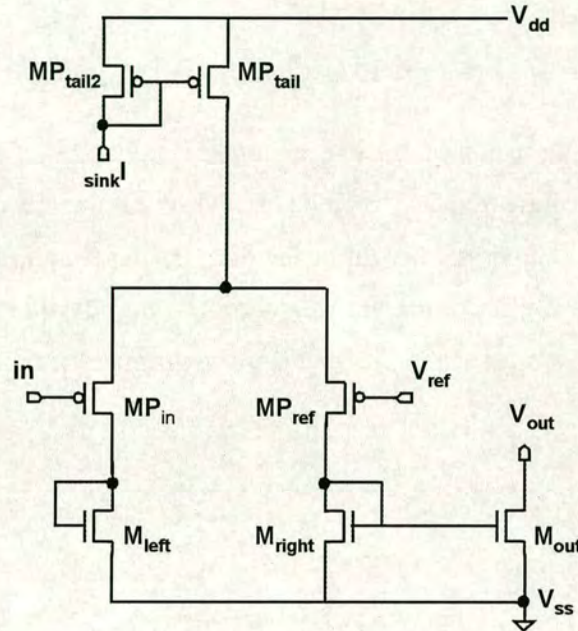 V_dd
MP_tail2
MP_tail
sink I
in
MP_in
MP_ref
V_ref
V_out
M_left
M_right
M_out
V_ss